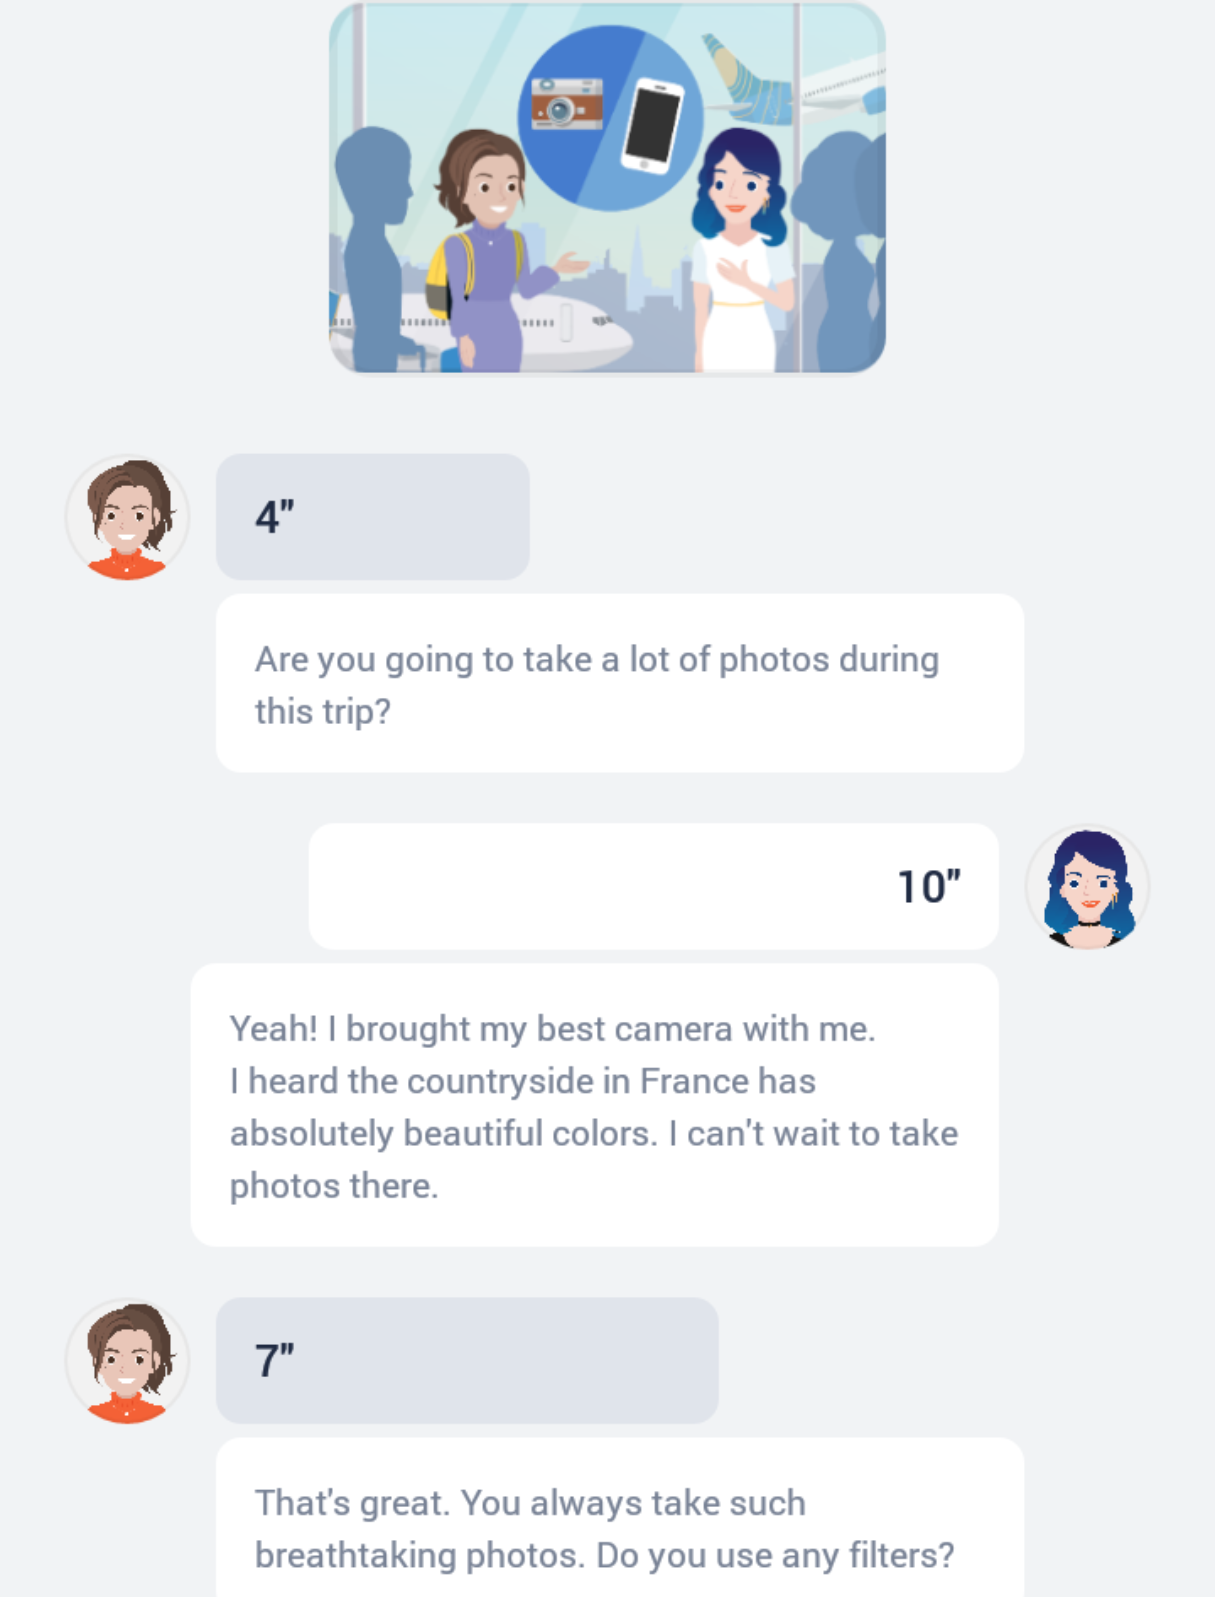 4"
Are you going to take a lot of photos during
this trip?
10"
Yeah! I brought my best camera with me.
I heard the countryside in France has
absolutely beautiful colors. I can't wait to take
photos there.
7"
That's great. You always take such
breathtaking photos. Do you use any filters?